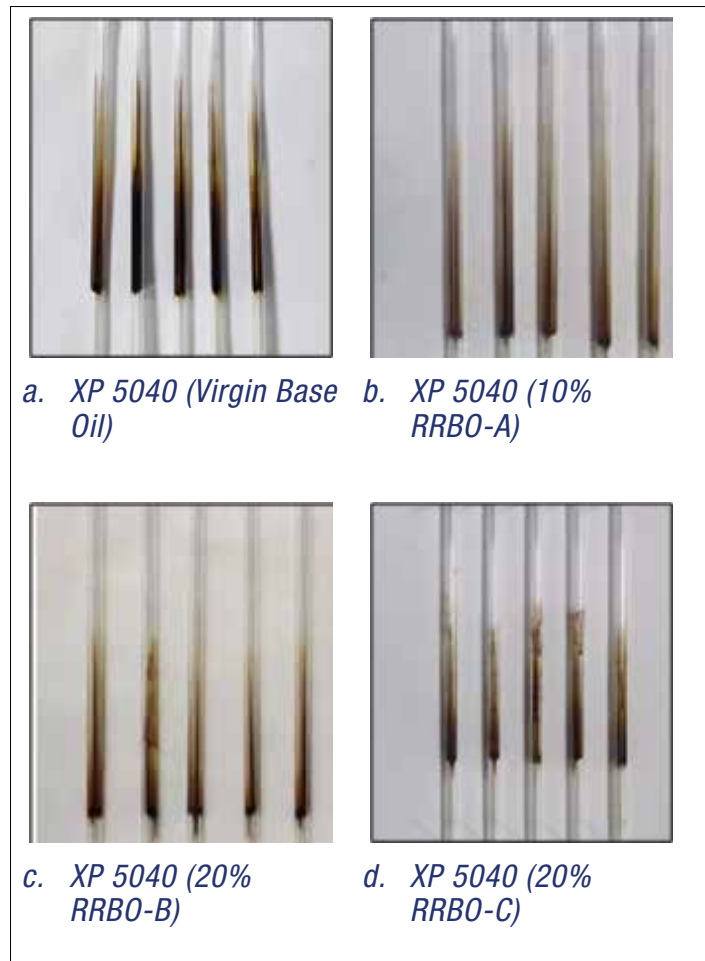 a. XP 5040 (Virgin Base
Oil)
b. XP 5040 (10%
RRBO-A)
c. XP 5040 (20%
RRBO-B)
d. XP 5040 (20%
RRBO-C)